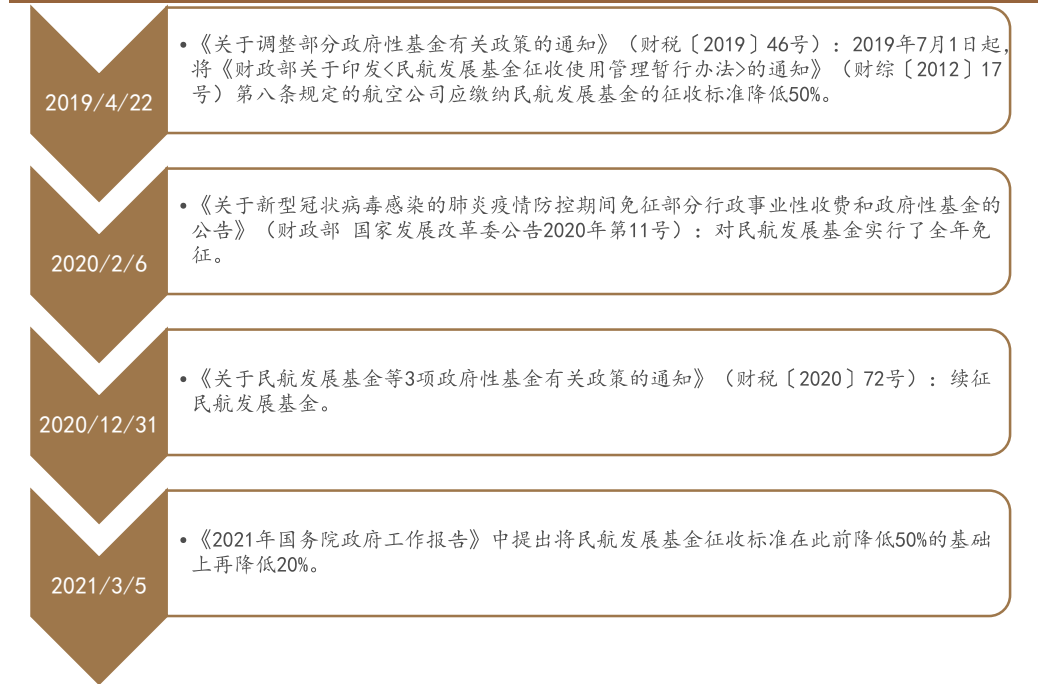 2019/4/22
•《关于调整部分政府性基金有关政策的通知》（财税〔2019〕46号）：2019年7月1日起，
将《财政部关于印发<民航发展基金征收使用管理暂行办法>的通知》（财综〔2012〕17
号）第八条规定的航空公司应缴纳民航发展基金的征收标准降低50%。
2020/2/6
•《关于新型冠状病毒感染的肺炎疫情防控期间免征部分行政事业性收费和政府性基金的
公告》（财政部 国家发展改革委公告2020年第11号）：对民航发展基金实行了全年免
征。
2020/12/31
•《关于民航发展基金等3项政府性基金有关政策的通知》（财税〔2020〕72号）：续征
民航发展基金。
2021/3/5
•《2021年国务院政府工作报告》中提出将民航发展基金征收标准在此前降低50%的基础
上再降低20%。